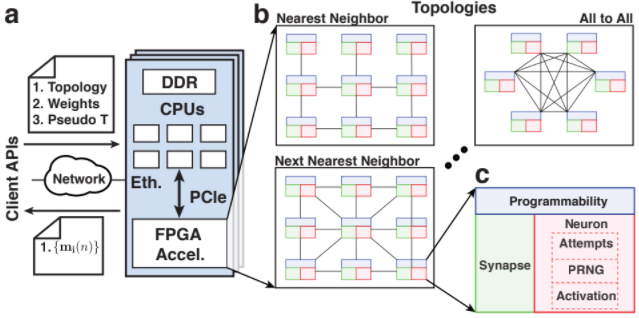 a
1. Topology
2. Weights
3. Pseudo T
Client APIs
Network
1. {m_i(n)}
DDR
CPUs
Eth.
PCIe
FPGA
Accel.
b
Topologies
Nearest Neighbor
All to All
Next Nearest Neighbor
c
Programmability
Synapse
Neuron
Attempts
PRNG
Activation